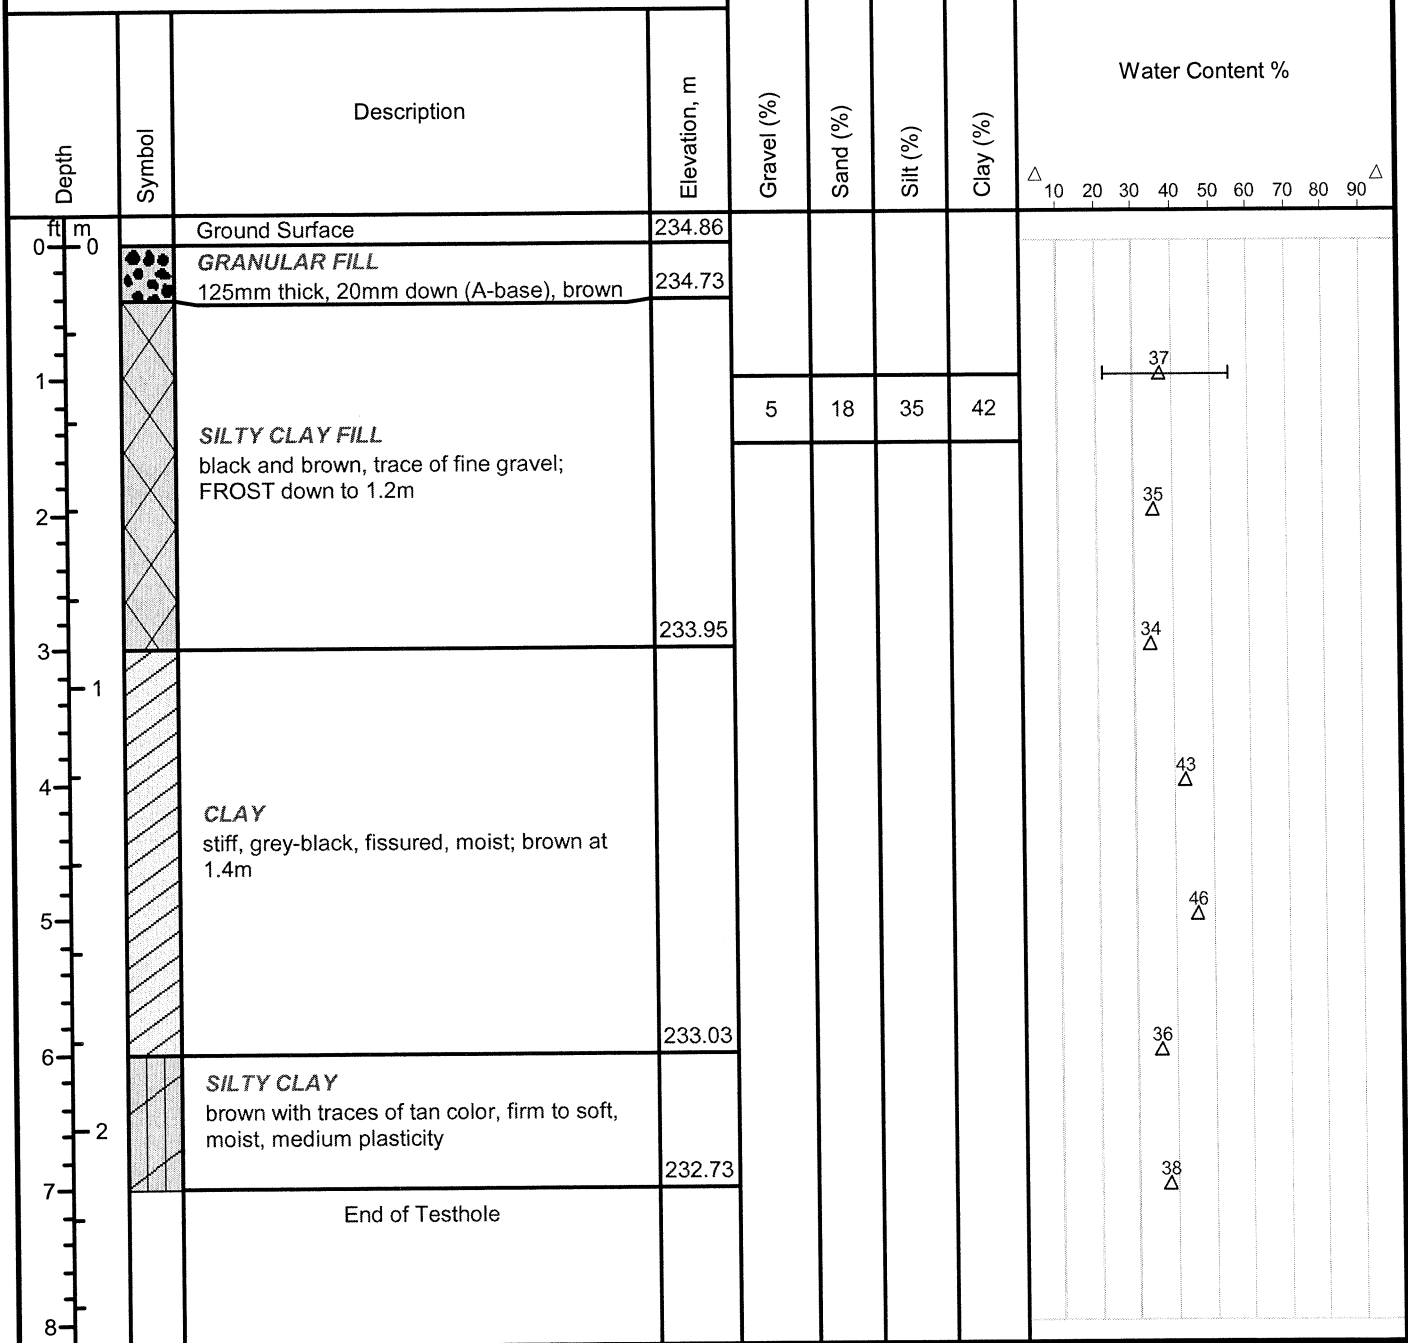 Depth
Symbol
Description
Elevation, m
Gravel (%)
Sand (%)
Silt (%)
Clay (%)
Water Content %
10 20 30 40 50 60 70 80 90
ft m
0 0
Ground Surface
234.86
GRANULAR FILL
125mm thick, 20mm down (A-base), brown
234.73
1
37
5 18 35 42
SILTY CLAY FILL
black and brown, trace of fine gravel;
FROST down to 1.2m
2
35
233.95
34
3
1
4
43
CLAY
stiff, grey-black, fissured, moist; brown at
1.4m
5
46
233.03
36
6
SILTY CLAY
brown with traces of tan color, firm to soft,
moist, medium plasticity
2
232.73
38
7
End of Testhole
8